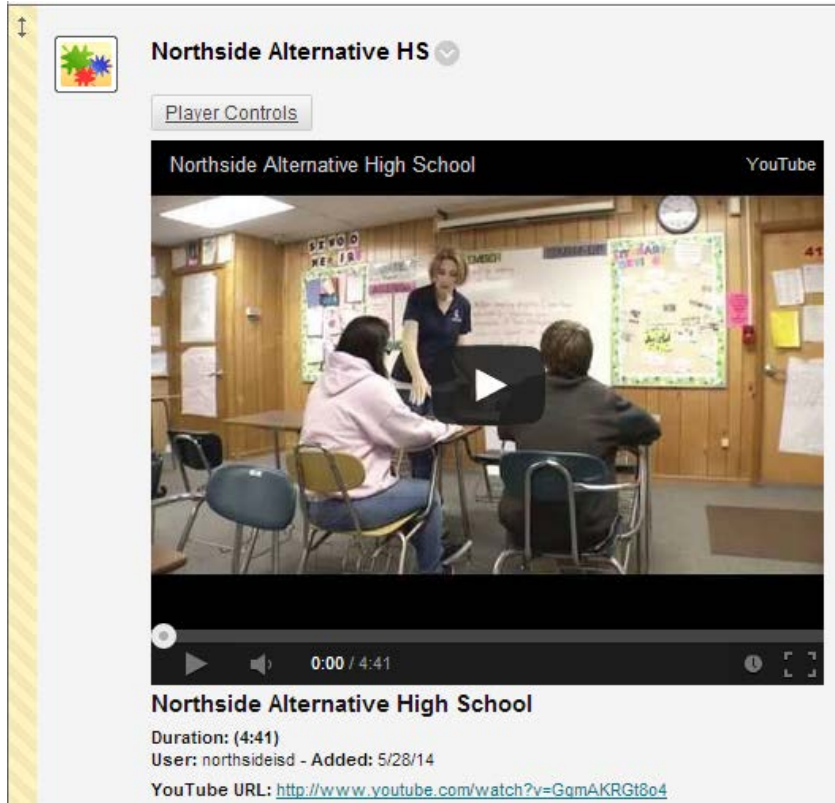 Northside Alternative HS
Player Controls
Northside Alternative High School
YouTube
41
0:00 / 4:41
Northside Alternative High School
Duration: (4:41)
User: northsideisd - Added: 5/28/14
YouTube URL: http://www.youtube.com/watch?v=GqmAKRGt8o4